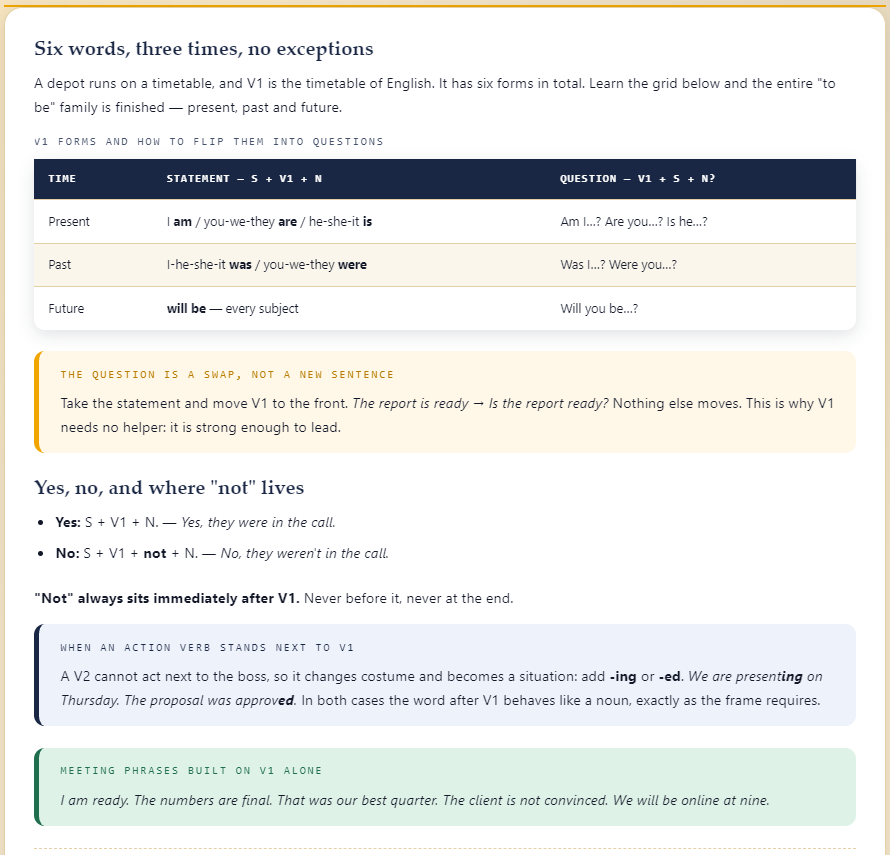 Six words, three times, no exceptions
A depot runs on a timetable, and V1 is the timetable of English. It has six forms in total. Learn the grid below and the entire "to
be" family is finished — present, past and future.
V1 FORMS AND HOW TO FLIP THEM INTO QUESTIONS
TIME STATEMENT — S + V1 + N QUESTION — V1 + S + N?
Present I am / you-we-they are / he-she-it is Am I...? Are you...? Is he...?
Past I-he-she-it was / you-we-they were Was I...? Were you...?
Future will be — every subject Will you be...?
THE QUESTION IS A SWAP, NOT A NEW SENTENCE
Take the statement and move V1 to the front. The report is ready → Is the report ready? Nothing else moves. This is why V1
needs no helper: it is strong enough to lead.
Yes, no, and where "not" lives
• Yes: S + V1 + N. — Yes, they were in the call.
• No: S + V1 + not + N. — No, they weren't in the call.
"Not" always sits immediately after V1. Never before it, never at the end.
WHEN AN ACTION VERB STANDS NEXT TO V1
A V2 cannot act next to the boss, so it changes costume and becomes a situation: add -ing or -ed. We are presenting on
Thursday. The proposal was approved. In both cases the word after V1 behaves like a noun, exactly as the frame requires.
MEETING PHRASES BUILT ON V1 ALONE
I am ready. The numbers are final. That was our best quarter. The client is not convinced. We will be online at nine.